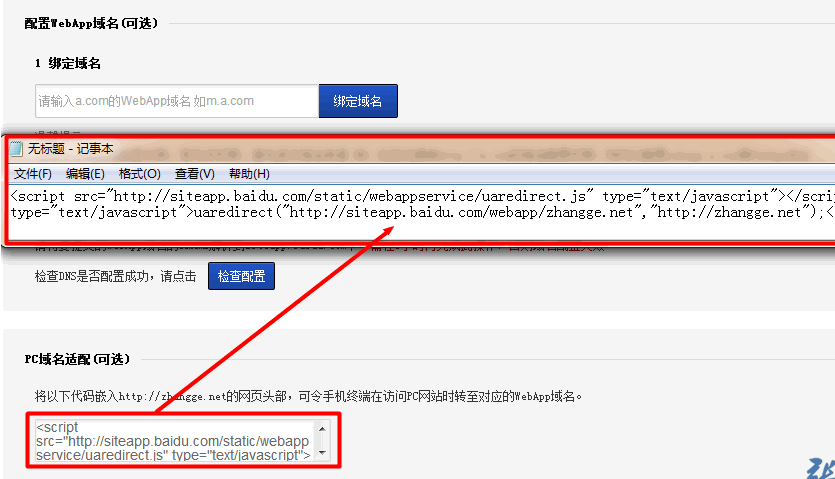 配置WebApp域名(可选)
1 绑定域名
请输入a.com的WebApp域名 如m.a.com
绑定域名
无标题 - 记事本
文件(F) 编辑(E) 格式(O) 查看(V) 帮助(H)
<script src="http://siteapp.baidu.com/static/webappservice/uaredirect.js" type="text/javascript"></scri
type="text/javascript">uaredirect("http://siteapp.baidu.com/webapp/zhangge.net","http://zhangge.net");<
检查DNS是否配置成功，请点击
检查配置
PC域名适配(可选)
将以下代码嵌入http://zhangge.net的网页头部，可令手机终端在访问PC网站时转至对应的WebApp域名。
<script
src="http://siteapp.baidu.com/static/webapp
service/uaredirect.js" type="text/javascript">